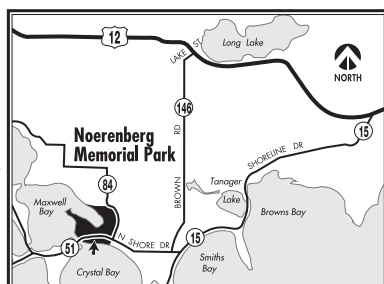 12
LAKE ST
Long Lake
NORTH
146
15
Noerenberg
Memorial Park
SHORELINE DR
BROWN RD
84
Tanager
Lake
Maxwell
Bay
Browns Bay
N SHORE DR
15
51
Smiths
Bay
Crystal Bay